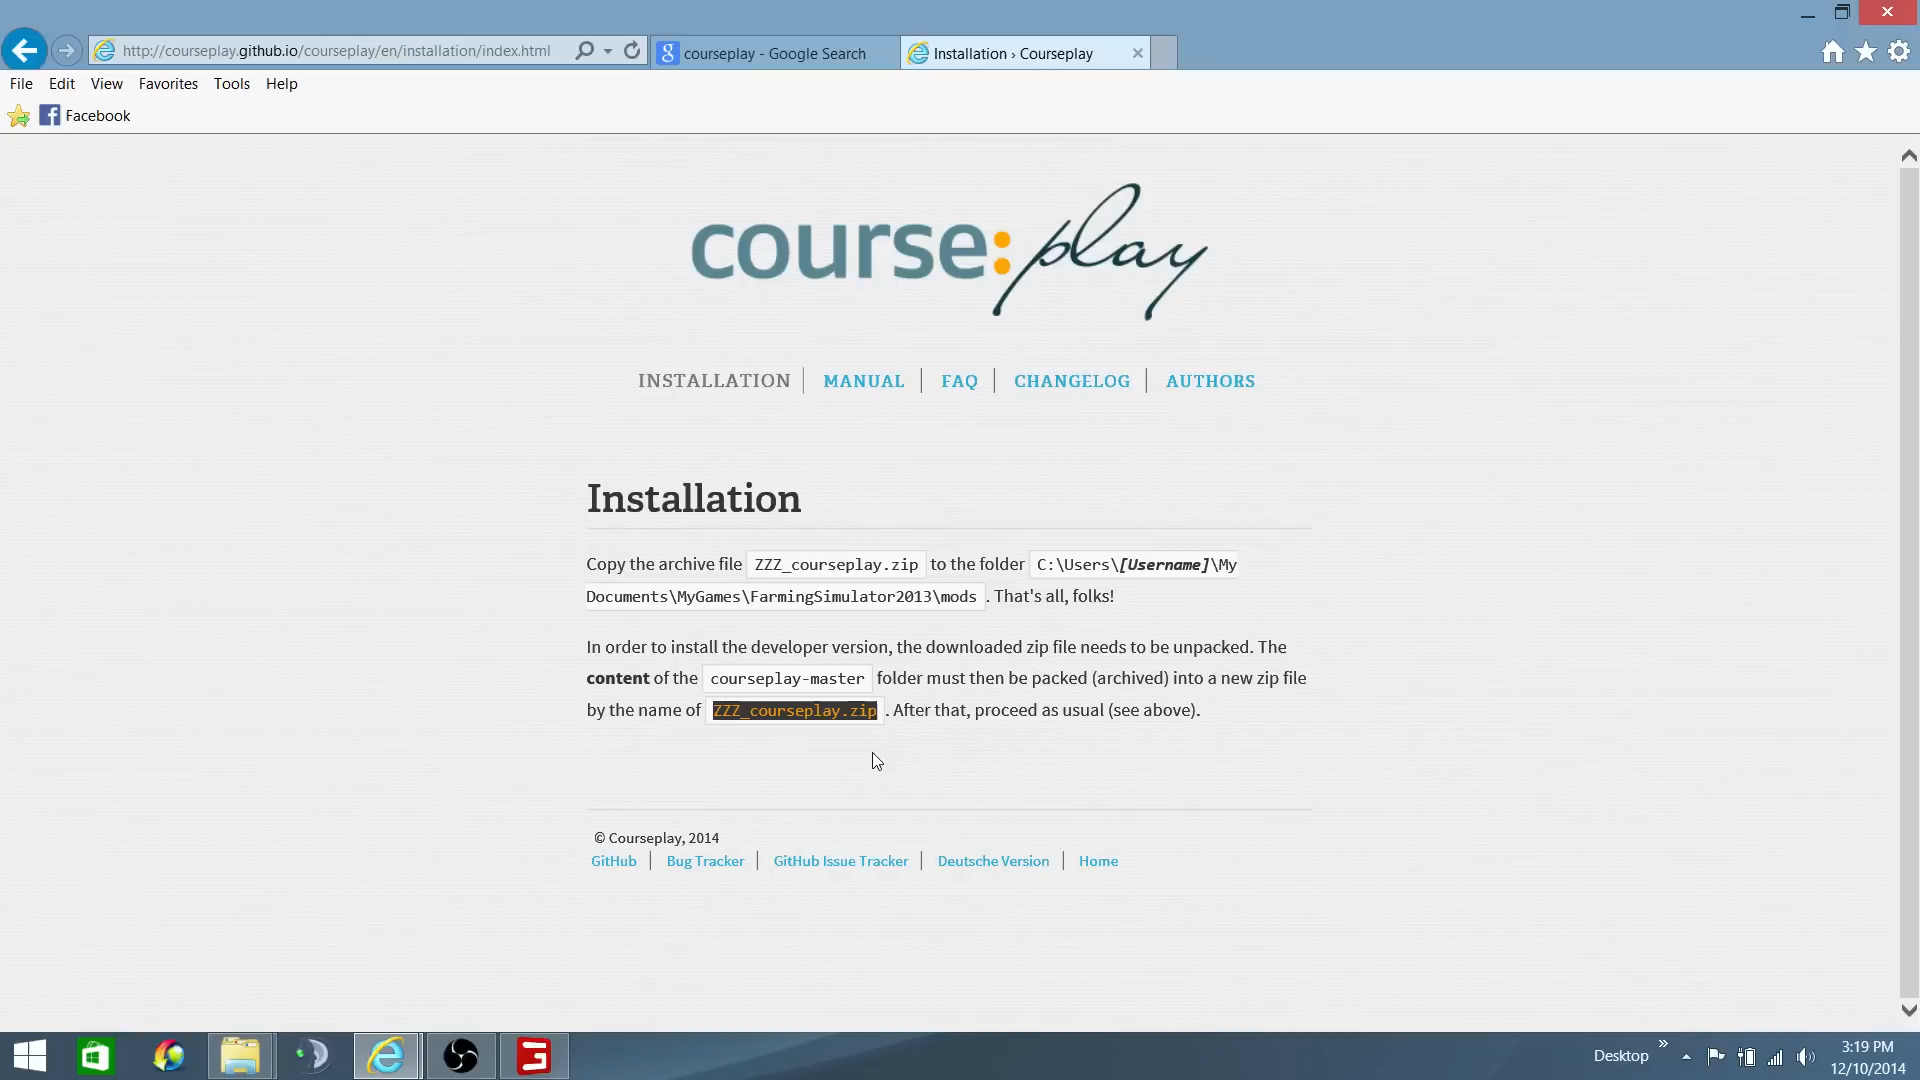 http://courseplay.github.io/courseplay/en/installation/index.html
courseplay - Google Search
Installation › Courseplay
File Edit View Favorites Tools Help
Facebook
course:play
INSTALLATION MANUAL FAQ CHANGELOG AUTHORS
Installation
Copy the archive file ZZZ_courseplay.zip to the folder C:\Users\[Username]\My
Documents\MyGames\FarmingSimulator2013\mods . That's all, folks!
In order to install the developer version, the downloaded zip file needs to be unpacked. The
content of the courseplay-master folder must then be packed (archived) into a new zip file
by the name of ZZZ_courseplay.zip . After that, proceed as usual (see above).
© Courseplay, 2014
GitHub Bug Tracker GitHub Issue Tracker Deutsche Version Home
Desktop
3:19 PM
12/10/2014